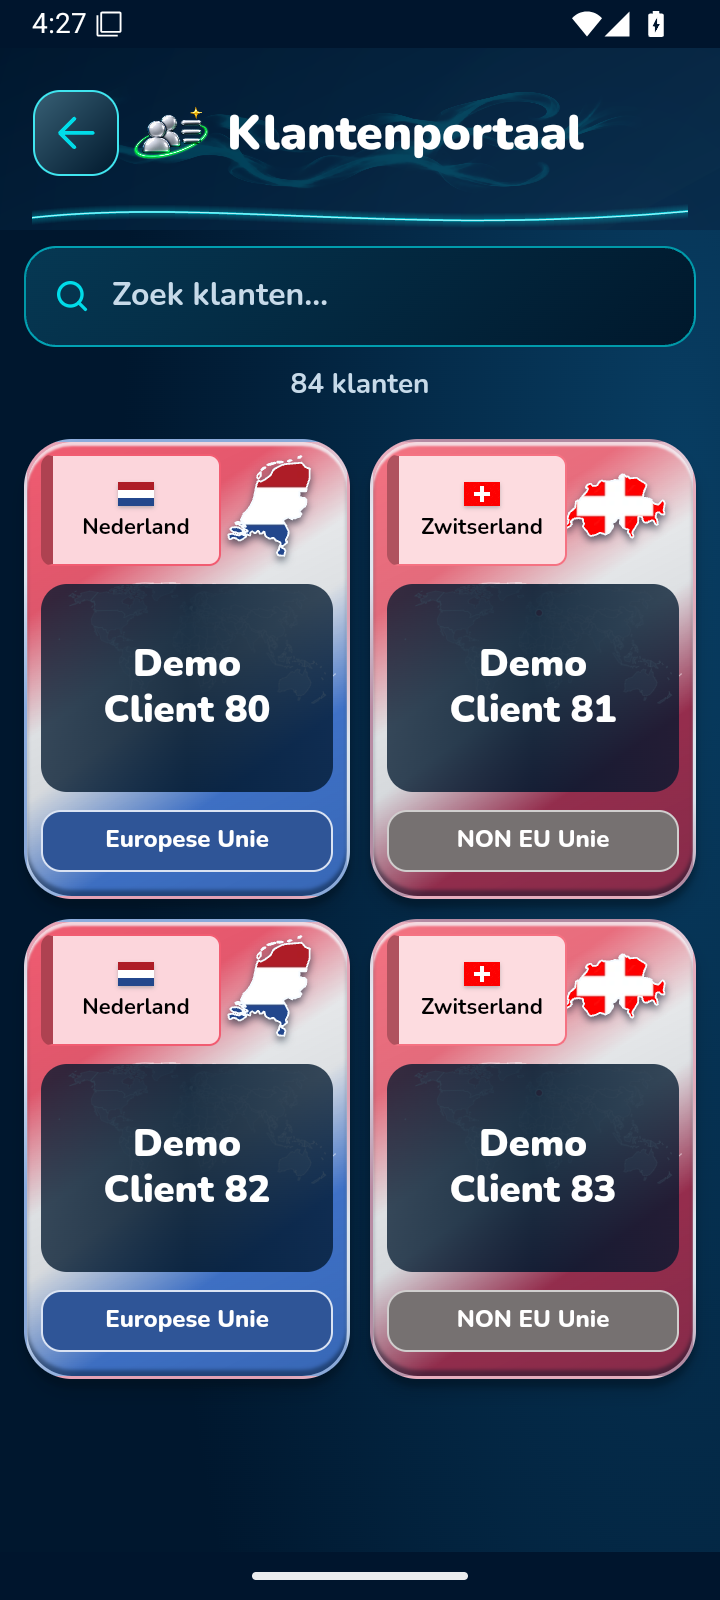 4:27
Klantenportaal
Zoek klanten...
84 klanten
Nederland
Demo
Client 80
Europese Unie
Zwitserland
Demo
Client 81
NON EU Unie
Nederland
Demo
Client 82
Europese Unie
Zwitserland
Demo
Client 83
NON EU Unie